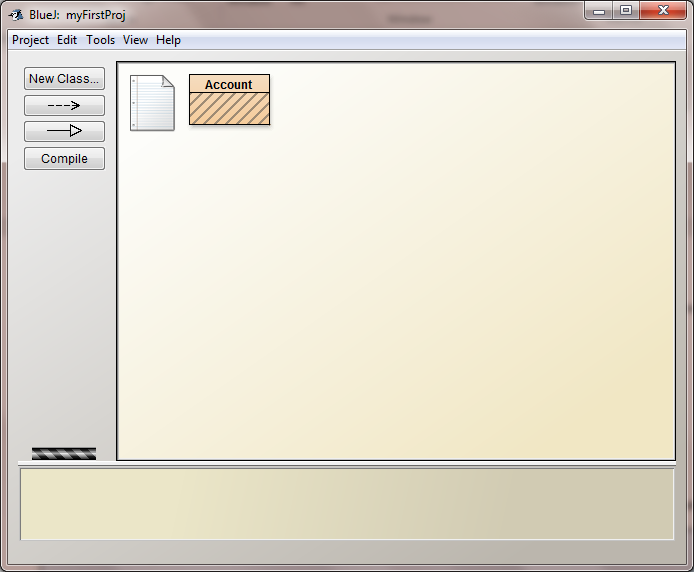 BlueJ: myFirstProj
Project Edit Tools View Help
New Class...
Compile
Account